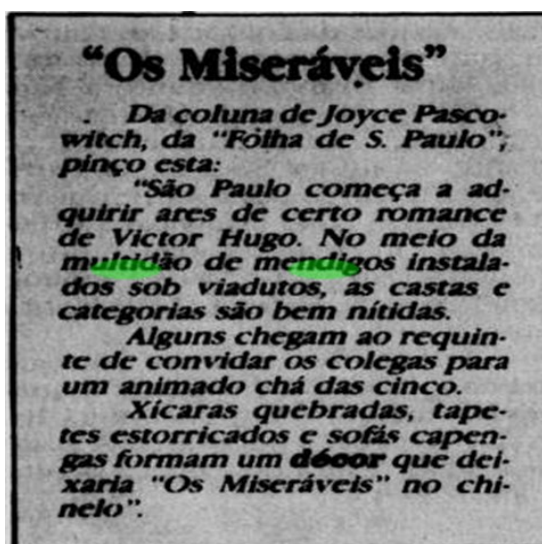 “Os Miseráveis”
Da coluna de Joyce Pasco-
witch, da “Folha de S. Paulo”,
pinço esta:
“São Paulo começa a ad-
quirir ares de certo romance
de Victor Hugo. No meio da
multidão de mendigos instala-
dos sob viadutos, as castas e
categorias são bem nítidas.
Alguns chegam ao requin-
te de convidar os colegas para
um animado chá das cinco.
Xícaras quebradas, tape-
tes estorricados e sofás capen-
gas formam um décor que dei-
xaria “Os Miseráveis” no chi-
nelo”.